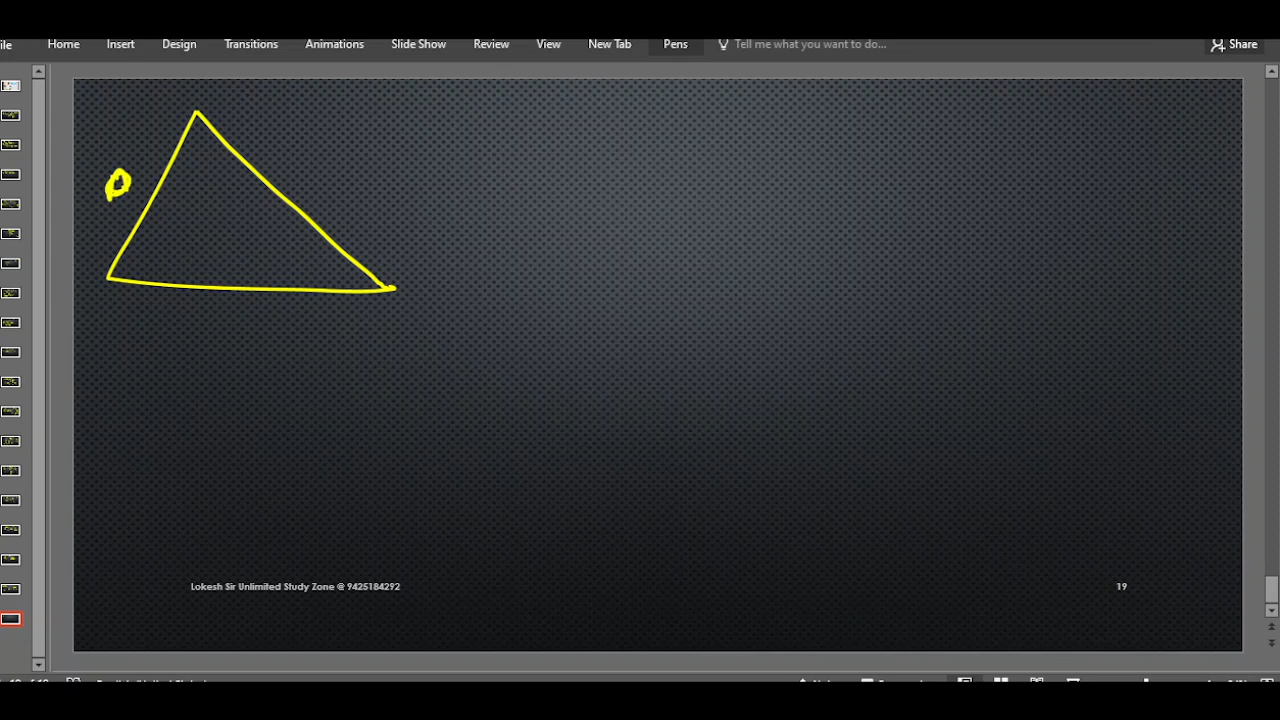 ile Home Insert Design Transitions Animations Slide Show Review View New Tab Pens Tell me what you want to do... Share
Lokesh Sir Unlimited Study Zone @ 9425184292
19